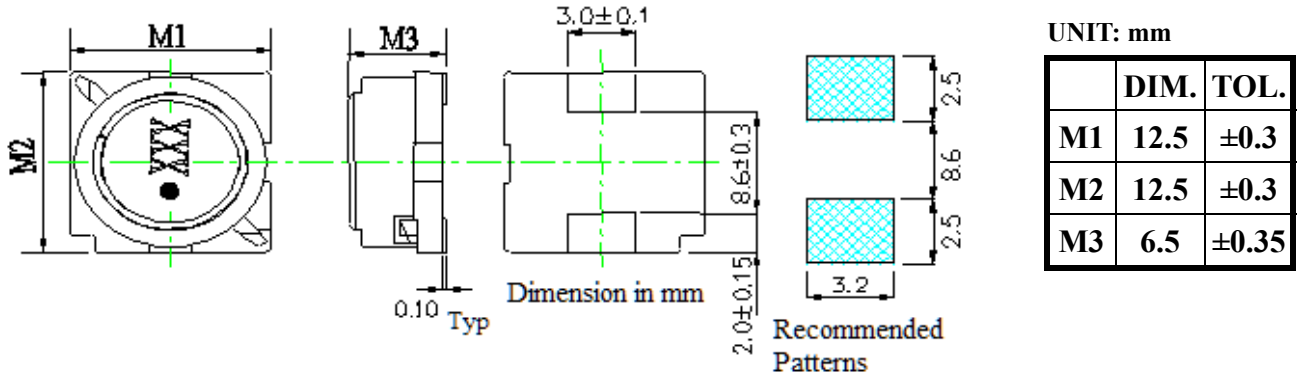 M1
M3
3.0±0.1
M2
XXX
8.6±0.3
2.0±0.15
0.10 Typ
Dimension in mm
2.5
8.6
2.5
3.2
Recommended
Patterns
UNIT: mm
DIM. TOL.
M1 12.5 ±0.3
M2 12.5 ±0.3
M3 6.5 ±0.35